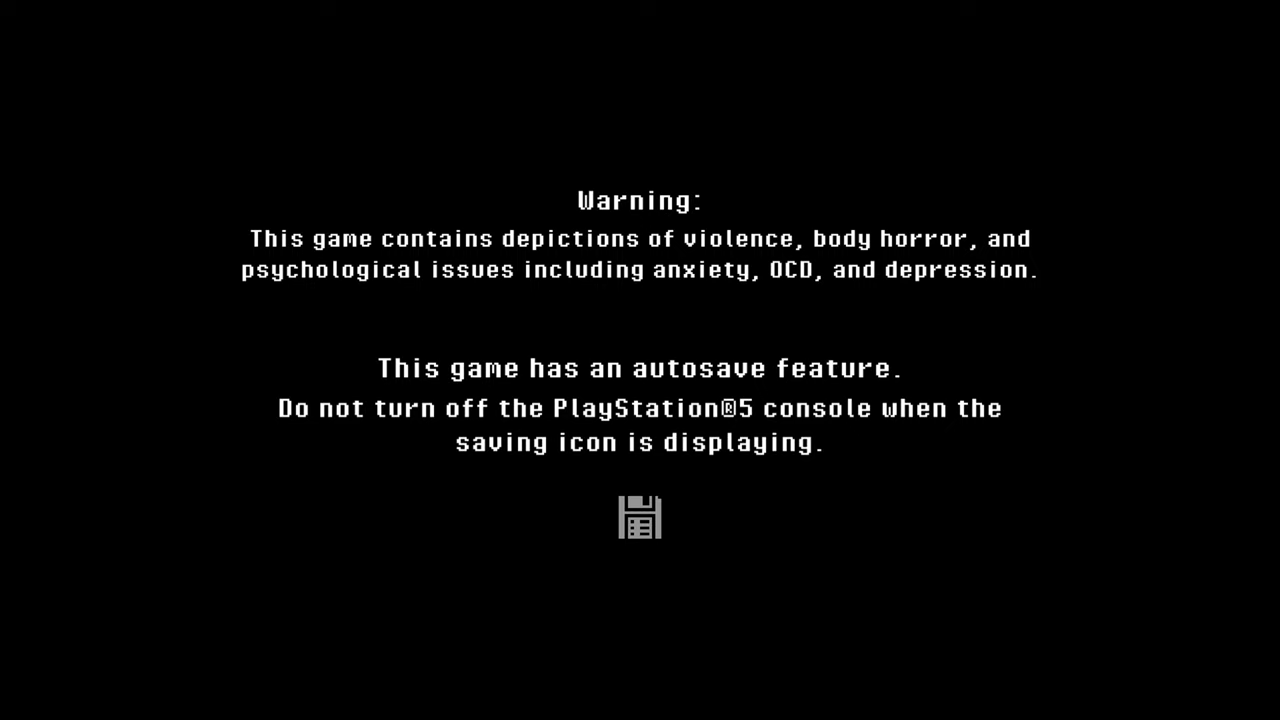 Warning:
This game contains depictions of violence, body horror, and
psychological issues including anxiety, OCD, and depression.
This game has an autosave feature.
Do not turn off the PlayStation®5 console when the
saving icon is displaying.